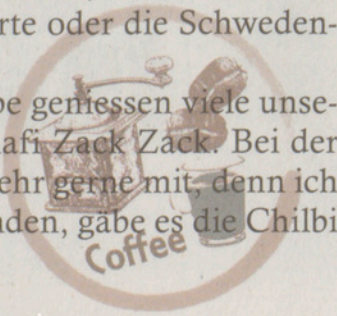 rte oder die Schweden-
be geniessen viele unse-
afi Zack Zack. Bei der
ehr gerne mit, denn ich
nden, gäbe es die Chilbi
Coffee